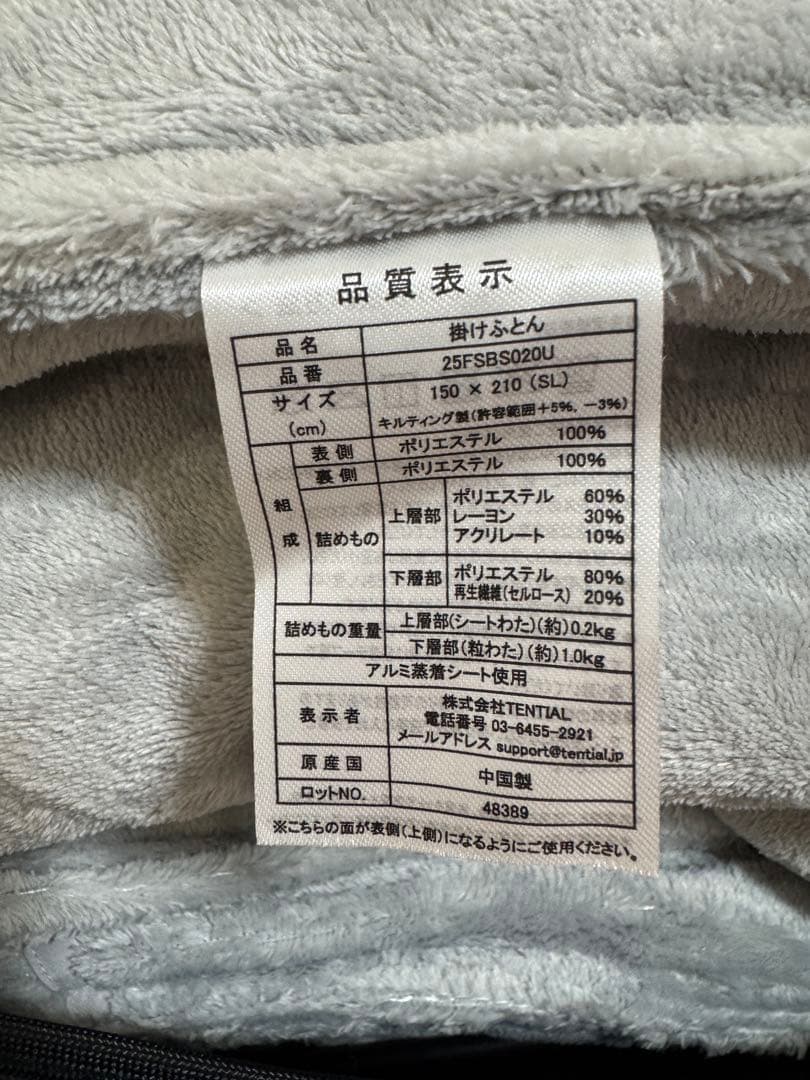 品質表示
品名 掛けふとん
品番 25FSBS020U
サイズ(cm) 150 × 210 (SL)
キルティング製(許容範囲+5%, -3%)
組成 表側 ポリエステル 100%
裏側 ポリエステル 100%
詰めもの 上層部 ポリエステル 60%
レーヨン 30%
アクリレート 10%
下層部 ポリエステル 80%
再生繊維(セルロース) 20%
詰めもの重量 上層部(シートわた)(約)0.2kg
下層部(粒わた)(約)1.0kg
アルミ蒸着シート使用
表示者 株式会社TENTIAL
電話番号 03-6455-2921
メールアドレス support@tential.jp
原産国 中国製
ロットNO. 48389
※こちらの面が表側(上側)になるようにご使用ください。